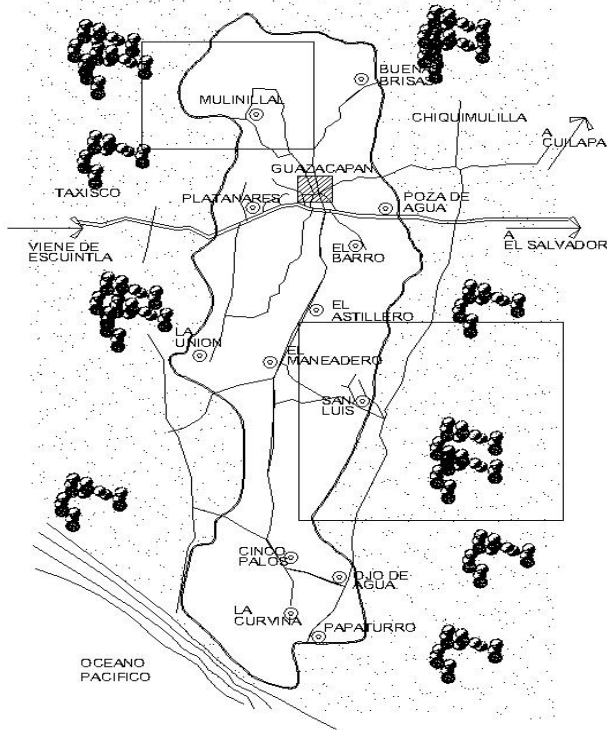 BUENA
BRISAS
MULINILLAL
CHIQUIMULILLA
A
CUILAPA
GUAZACAPAN
TAXISCO
PLATANARES
POZA DE
AGUA
VIENE DE
ESCUINTLA
EL
BARRO
A
EL SALVADOR
EL
ASTILLERO
LA
UNION
EL
MANEADERO
SAN
LUIS
CINCO
PALOS
OJO DE
AGUA
LA
CURVINA
PAPATURRO
OCEANO
PACIFICO